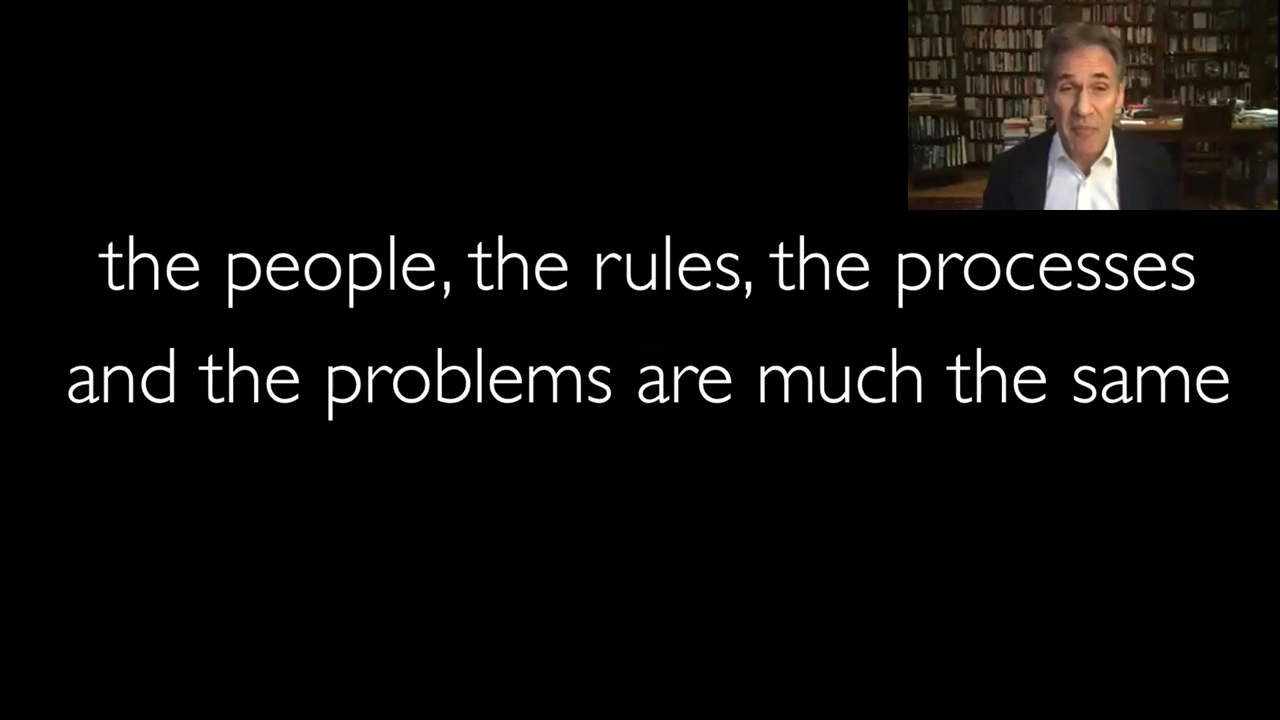 the people, the rules, the processes
and the problems are much the same